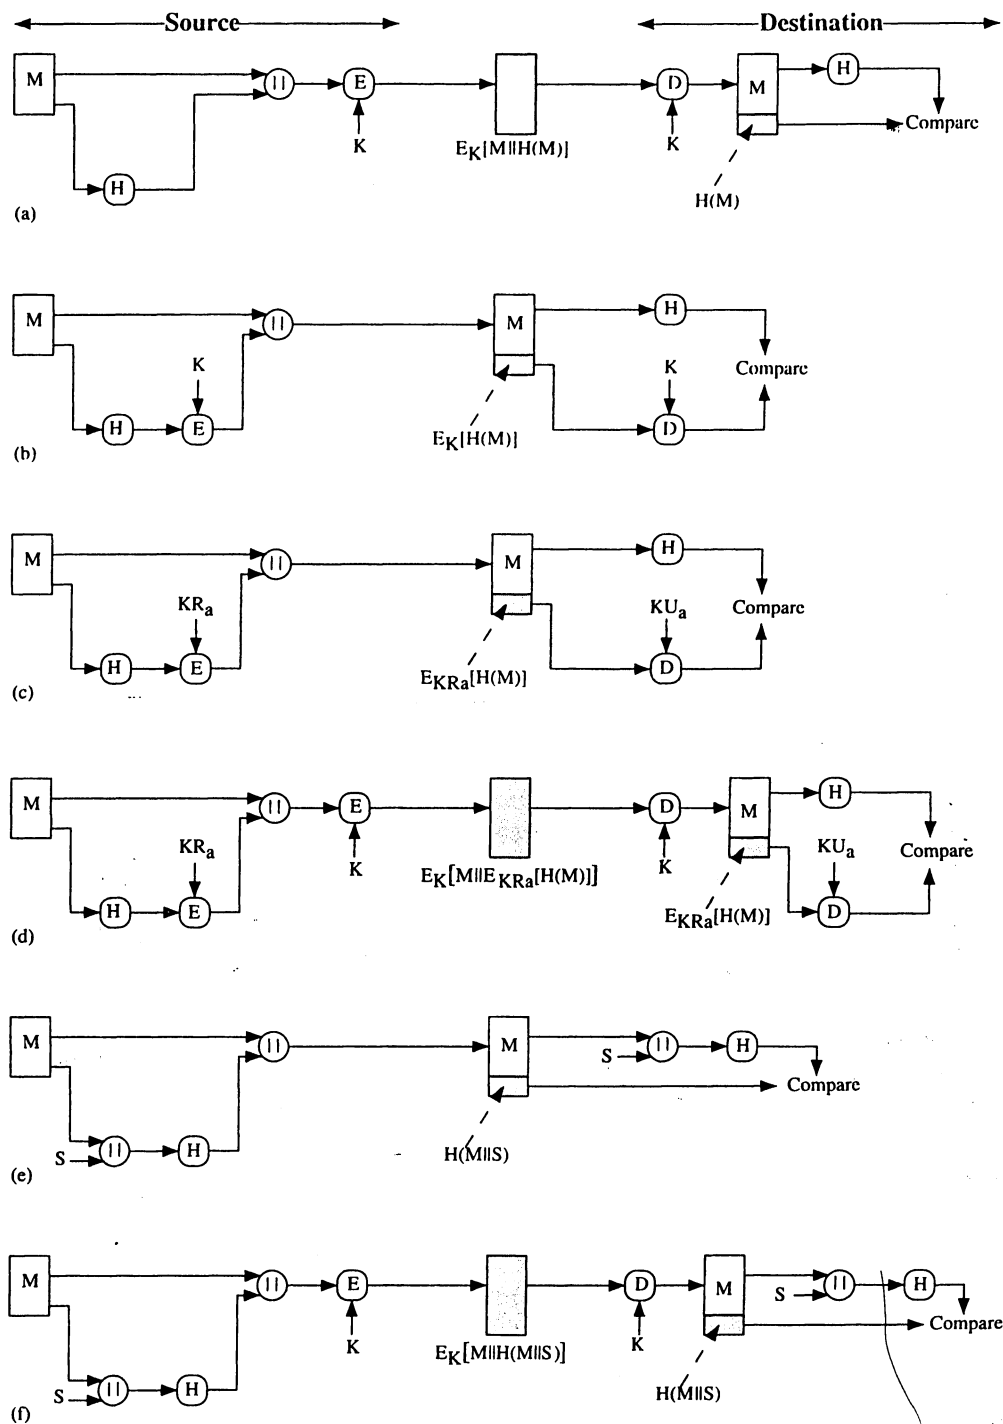 Source Destination
M || E D M H
K K Compare
E_K[M||H(M)]
H H(M)
(a)
M || M H
K K Compare
H E E_K[H(M)] D
(b)
M || M H
KR_a KU_a Compare
H E E_KRa[H(M)] D
(c)
M || E D M H
KR_a K K KU_a Compare
E_K[M||E_KRa[H(M)]]
H E E_KRa[H(M)] D
(d)
M || M S || H
Compare
S || H H(M||S)
(e)
M || E D M S || H
K K Compare
E_K[M||H(M||S)]
S || H H(M||S)
(f)